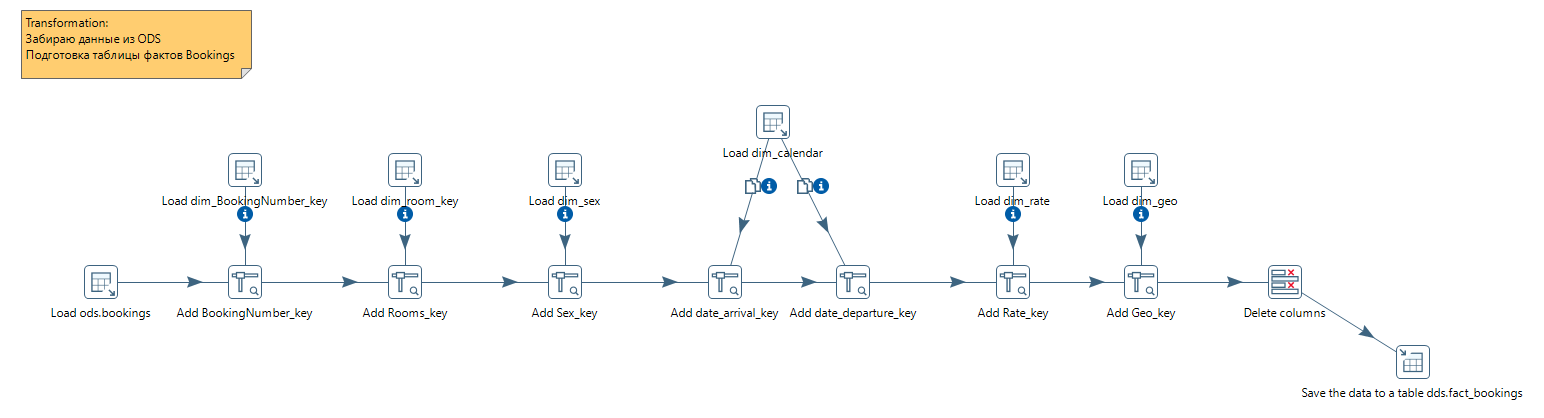 Transformation:
Забираю данные из ODS
Подготовка таблицы фактов Bookings
Load dim_calendar
Load dim_BookingNumber_key
Load dim_room_key
Load dim_sex
Load dim_rate
Load dim_geo
Load ods.bookings
Add BookingNumber_key
Add Rooms_key
Add Sex_key
Add date_arrival_key
Add date_departure_key
Add Rate_key
Add Geo_key
Delete columns
Save the data to a table dds.fact_bookings